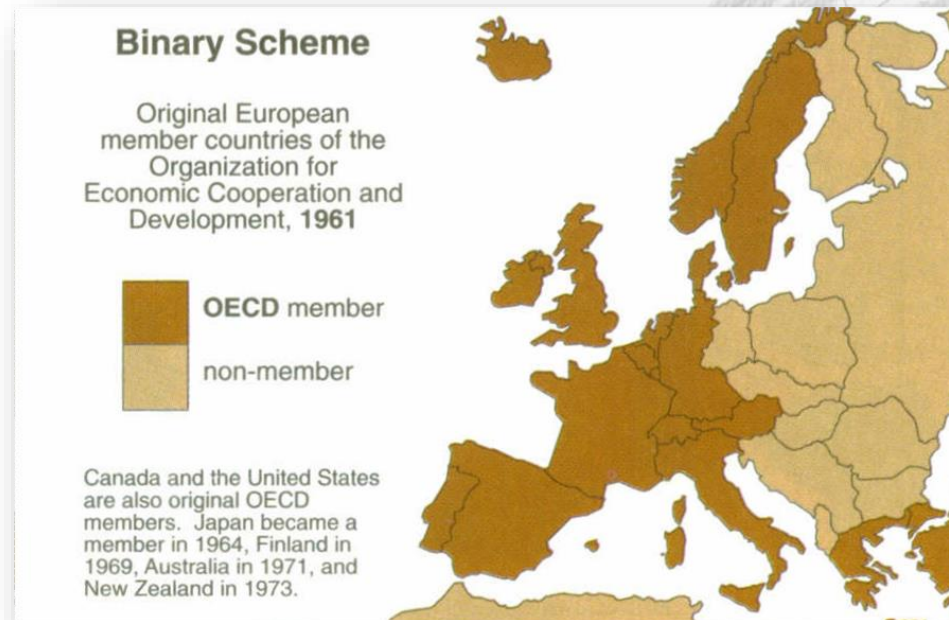 Binary Scheme
Original European
member countries of the
Organization for
Economic Cooperation and
Development, 1961
OECD member
non-member
Canada and the United States
are also original OECD
members. Japan became a
member in 1964, Finland in
1969, Australia in 1971, and
New Zealand in 1973.